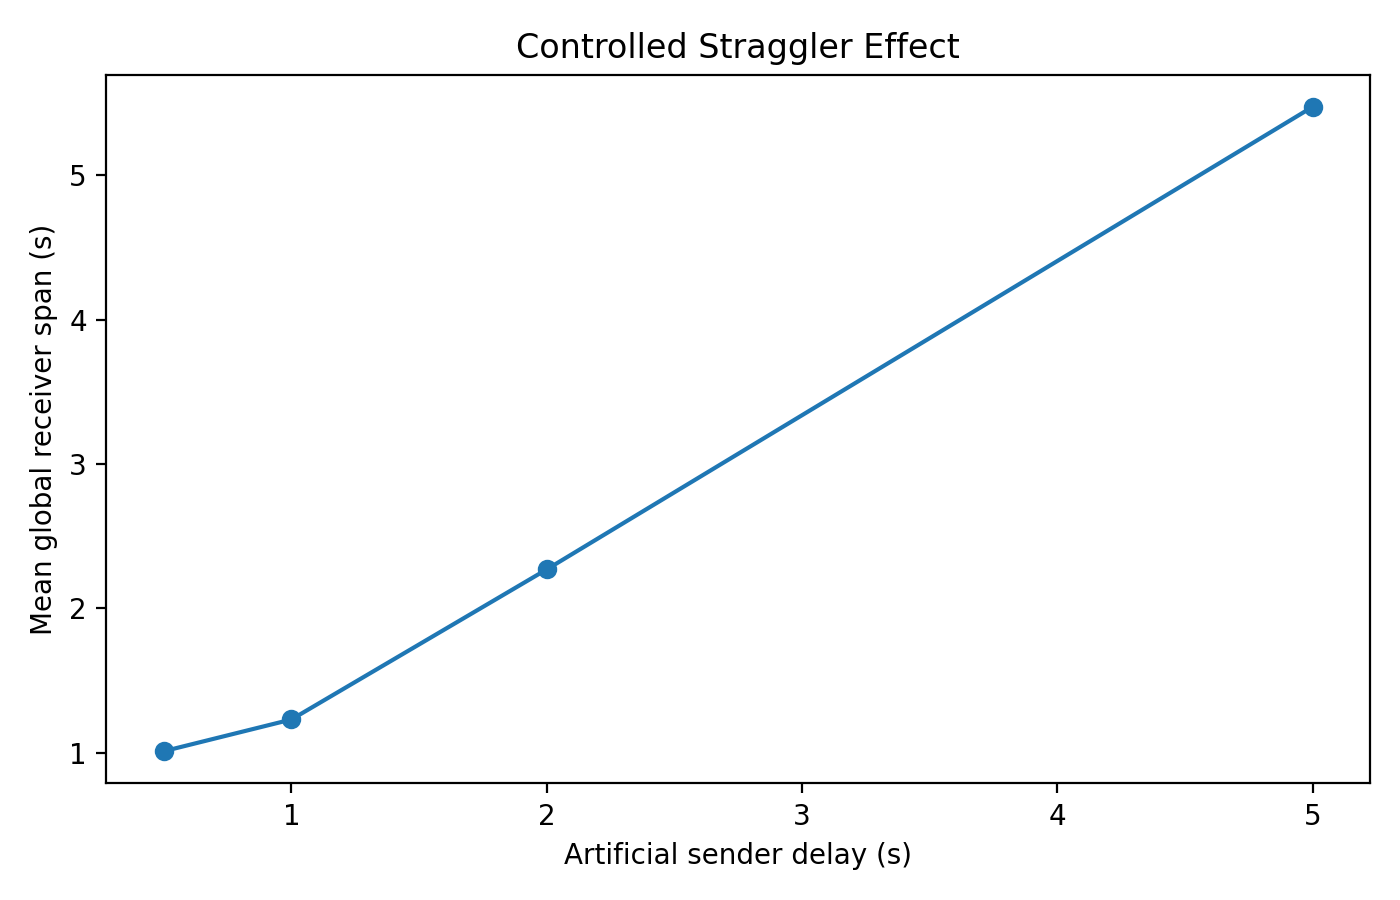 Controlled Straggler Effect
Mean global receiver span (s)
5
4
3
2
1
1 2 3 4 5
Artificial sender delay (s)